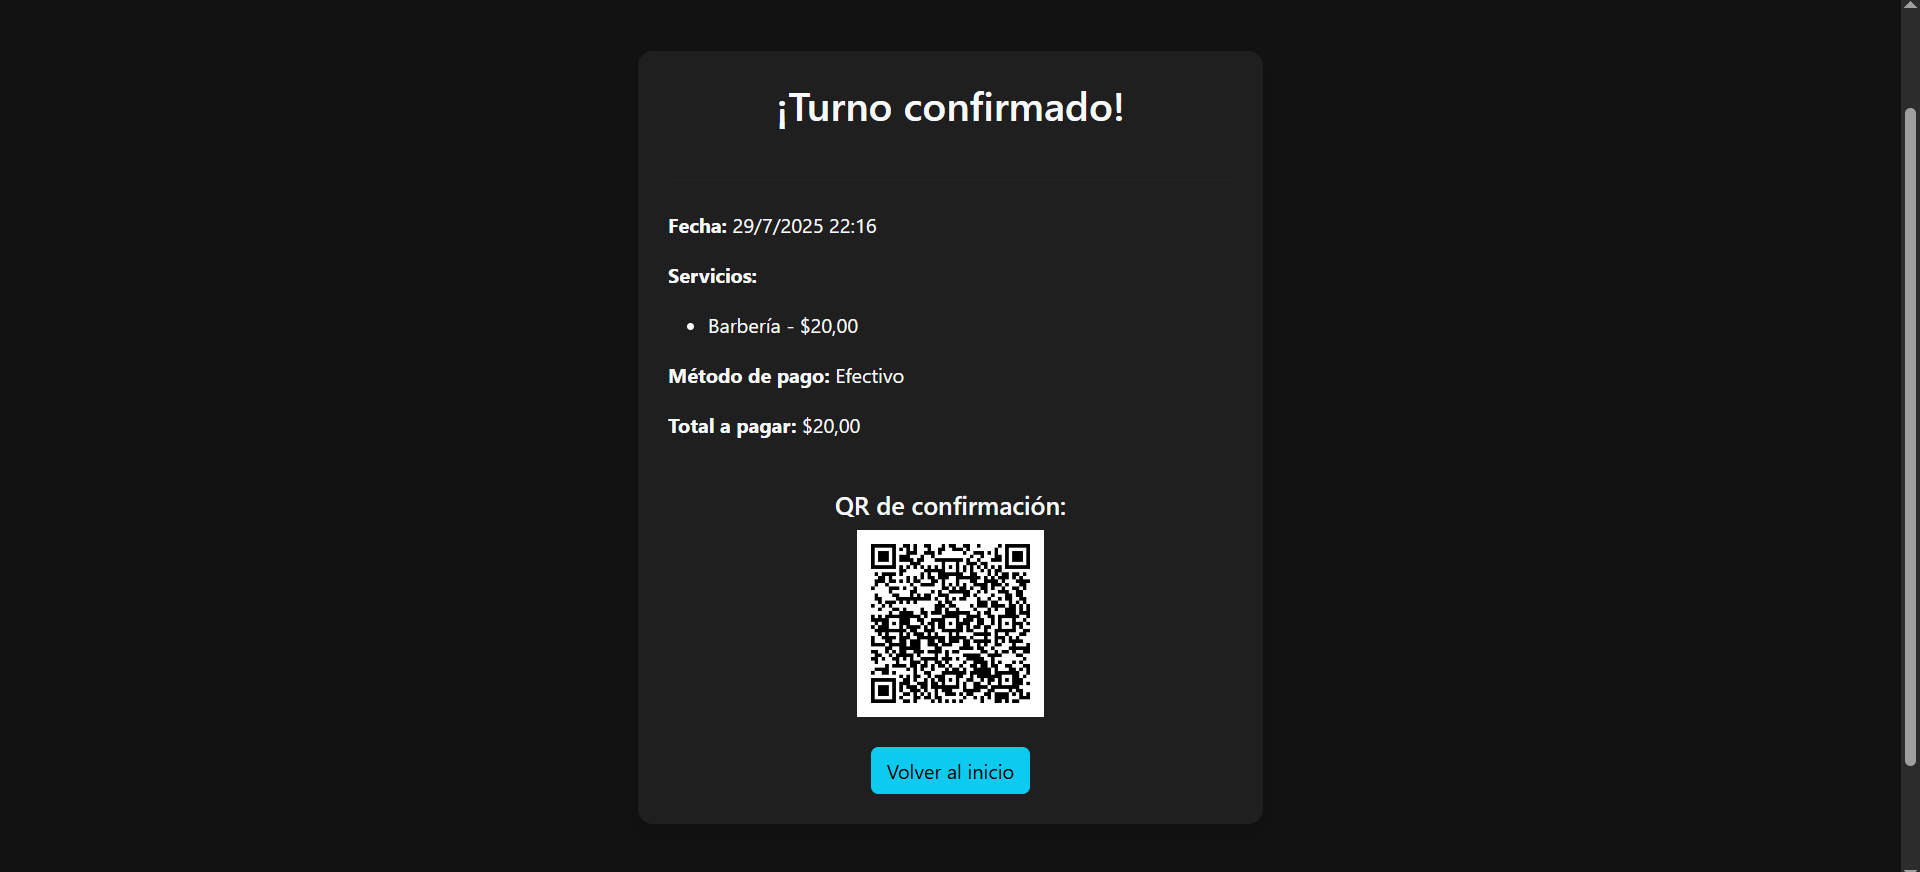 ¡Turno confirmado!
Fecha: 29/7/2025 22:16
Servicios:
• Barbería - $20,00
Método de pago: Efectivo
Total a pagar: $20,00
QR de confirmación:
Volver al inicio